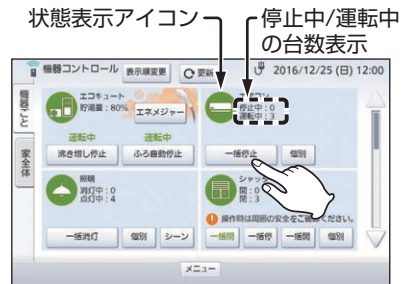 状態表示アイコン
停止中/運転中
の台数表示
機器コントロール 表示順変更 更新 2016/12/25 (日) 12:00
機器ごと
家全体
エコキュート
貯湯量：80%
エネメジャー
運転中 運転中
沸き増し停止 ふろ自動停止
エアコン
停止中：0
運転中：3
一括停止 個別
照明
消灯中：0
点灯中：4
一括消灯 個別 シーン
シャッター
開：0
閉：3
操作時は周囲の安全をご確認ください。
一括閉 一括停 一括開 個別
メニュー